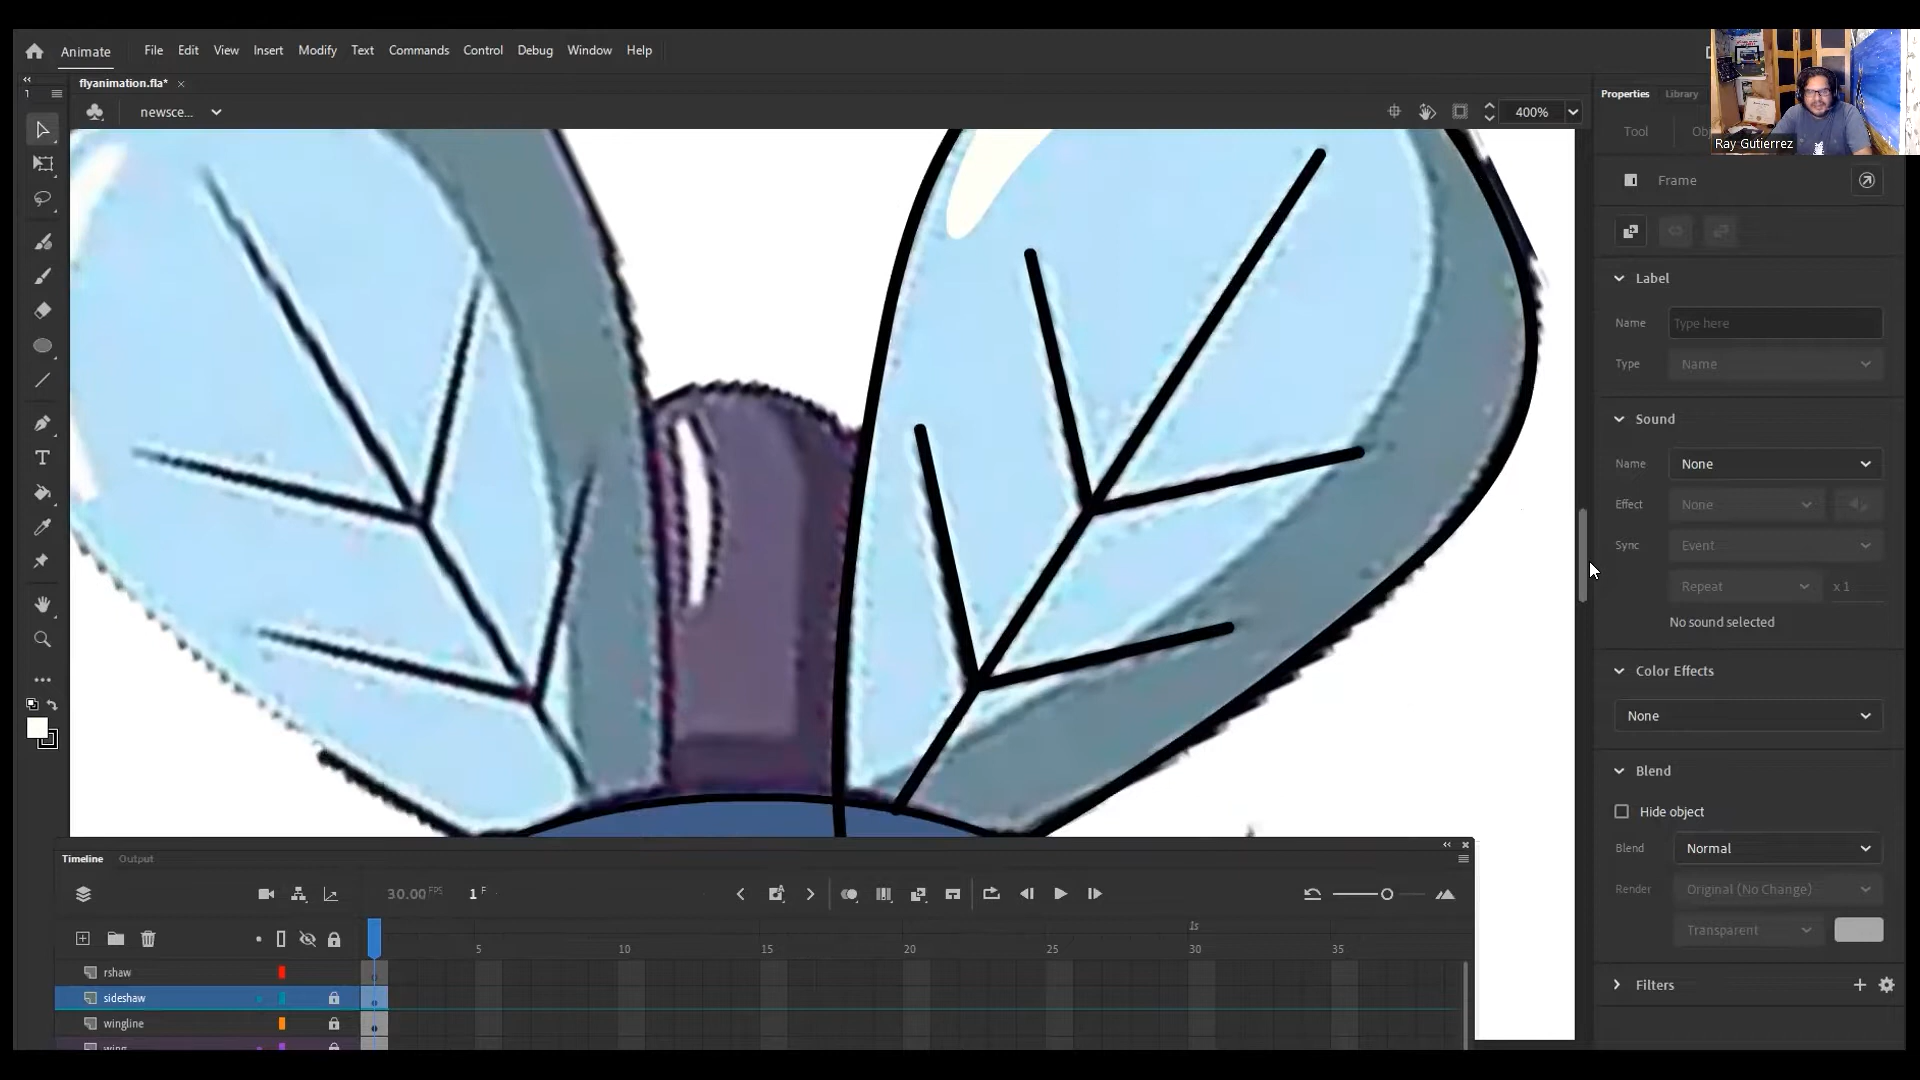 Animate File Edit View Insert Modify Text Commands Control Debug Window Help
flyanimation.fla*
newsce... 400%
Ray Gutierrez
1
Properties Library
Tool
Frame
Label
Name Type here
Type Name
Sound
Name None
Effect None
Sync Event
Repeat x 1
No sound selected
Color Effects
None
Blend
Hide object
Blend Normal
Render Original (No Change)
Transparent
Filters
Timeline Output
30.00 FPS 1 F
1s
5 10 15 20 25 30 35
rshaw
sideshaw
wingline
wing